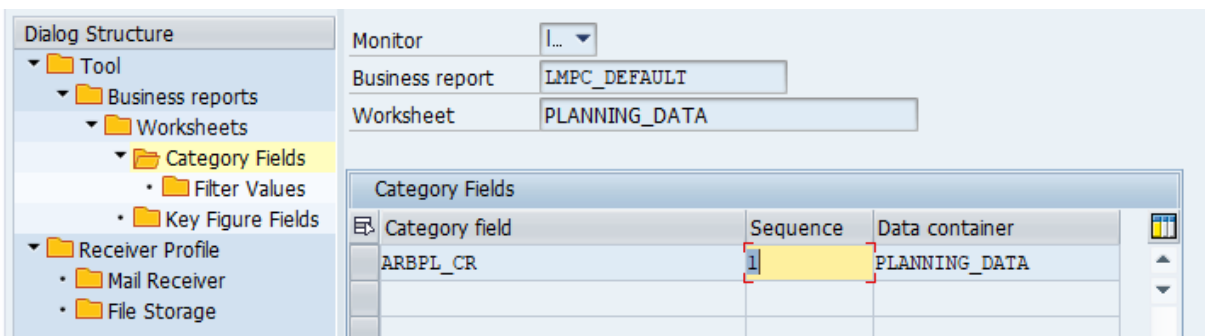 Dialog Structure
Tool
Business reports
Worksheets
Category Fields
Filter Values
Key Figure Fields
Receiver Profile
Mail Receiver
File Storage
Monitor I...
Business report LMPC_DEFAULT
Worksheet PLANNING_DATA
Category Fields
Category field Sequence Data container
ARBPL_CR 1 PLANNING_DATA